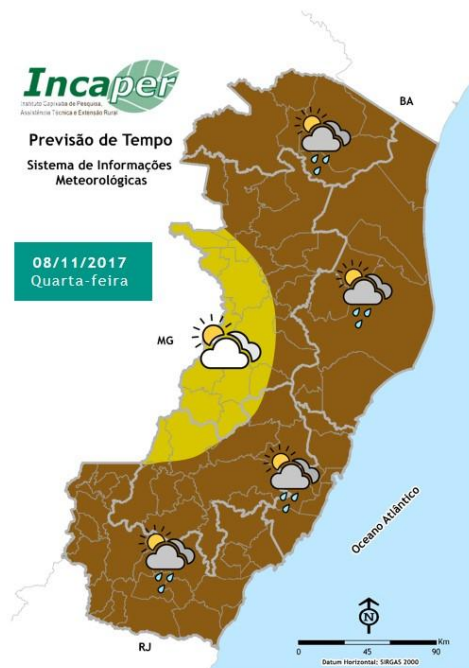 Incaper
Instituto Capixaba de Pesquisa,
Assistência Técnica e Extensão Rural
Previsão de Tempo
Sistema de Informações
Meteorológicas
08/11/2017
Quarta-feira
BA
MG
Oceano Atlântico
RJ
N
Km
0 45 90
Datum Horizontal: SIRGAS 2000